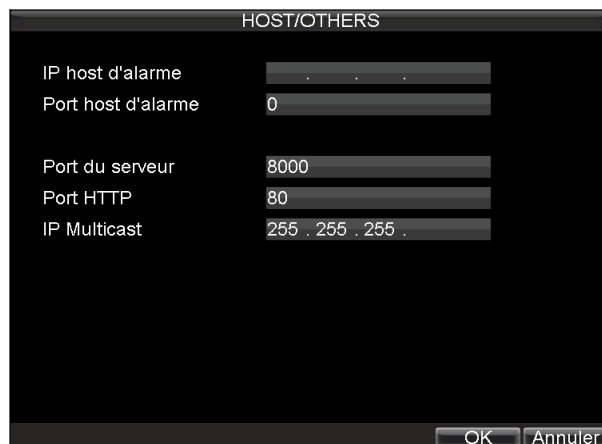 HOST/OTHERS
IP host d'alarme . . .
Port host d'alarme 0
Port du serveur 8000
Port HTTP 80
IP Multicast 255 . 255 . 255 .
OK Annuler